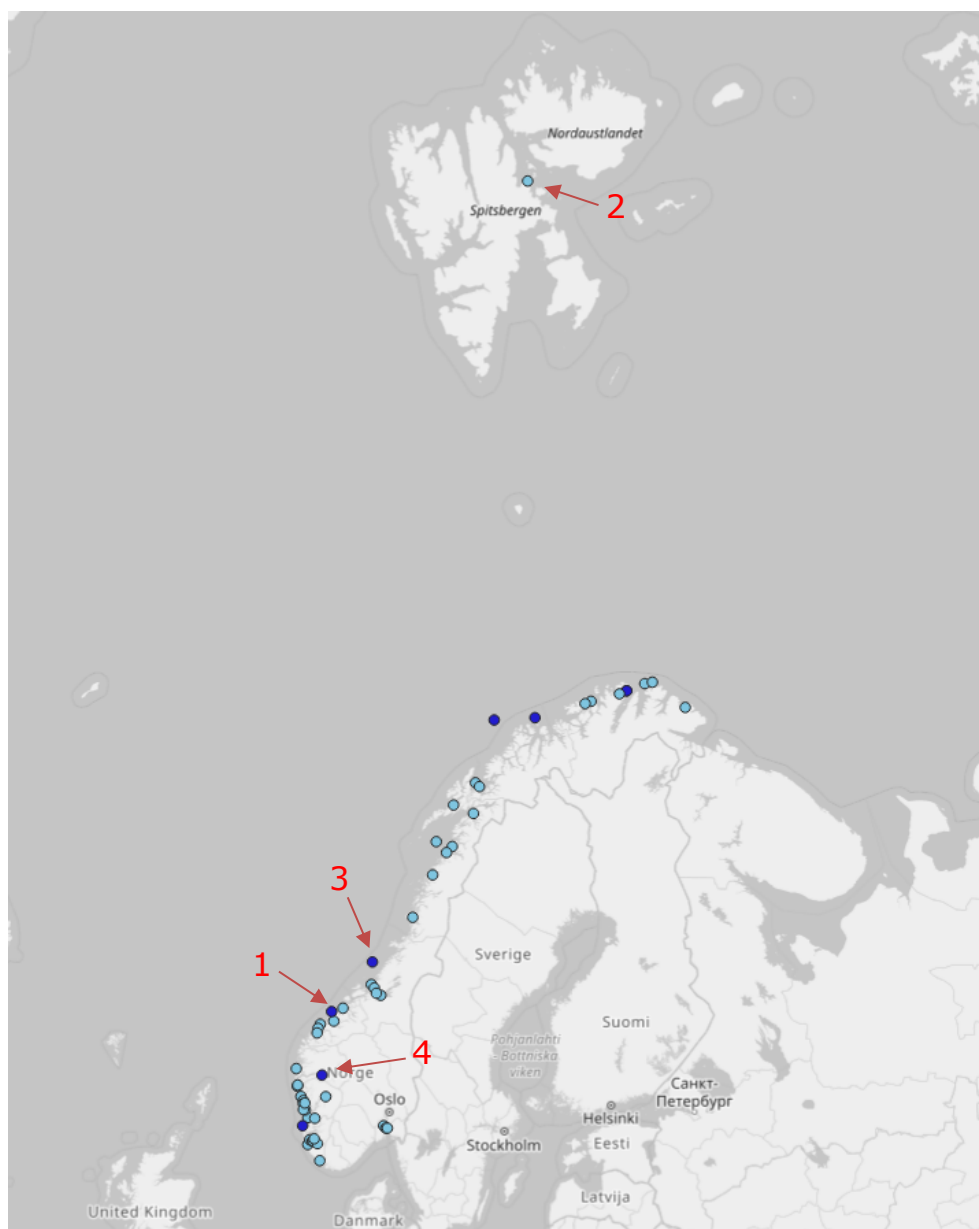 Nordaustlandet
2
Spitsbergen
3
1
Sverige
4
Norge
Suomi
Pohjanlahti
- Bottniska
viken
Oslo
Санкт-
Петербург
Helsinki
Stockholm
Eesti
Latvija
United Kingdom
Danmark